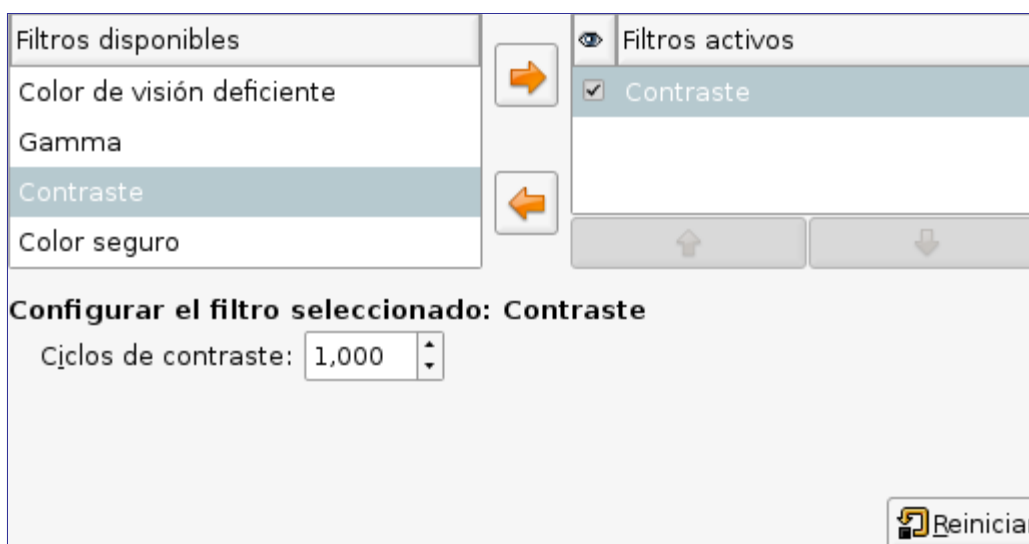 Filtros disponibles
Color de visión deficiente
Gamma
Contraste
Color seguro
Filtros activos
Contraste
Configurar el filtro seleccionado: Contraste
Ciclos de contraste: 1,000
Reiniciar